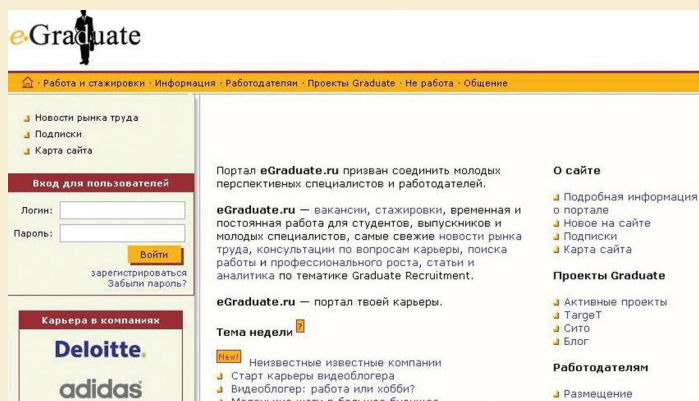 e·Graduate
Работа и стажировки · Информация · Работодателям · Проекты Graduate · Не работа · Общение
Новости рынка труда
Подписки
Карта сайта
Вход для пользователей
Логин:
Пароль:
Войти
зарегистрироваться
Забыли пароль?
Карьера в компаниях
Deloitte.
adidas
Портал eGraduate.ru призван соединить молодых
перспективных специалистов и работодателей.
eGraduate.ru — вакансии, стажировки, временная и
постоянная работа для студентов, выпускников и
молодых специалистов, самые свежие новости рынка
труда, консультации по вопросам карьеры, поиска
работы и профессионального роста, статьи и
аналитика по тематике Graduate Recruitment.
eGraduate.ru — портал твоей карьеры.
Тема недели ?
New! Неизвестные известные компании
Старт карьеры видеоблогера
Видеоблогер: работа или хобби?
О сайте
Подробная информация
о портале
Новое на сайте
Подписки
Карта сайта
Проекты Graduate
Активные проекты
TargeT
Сито
Блог
Работодателям
Размещение